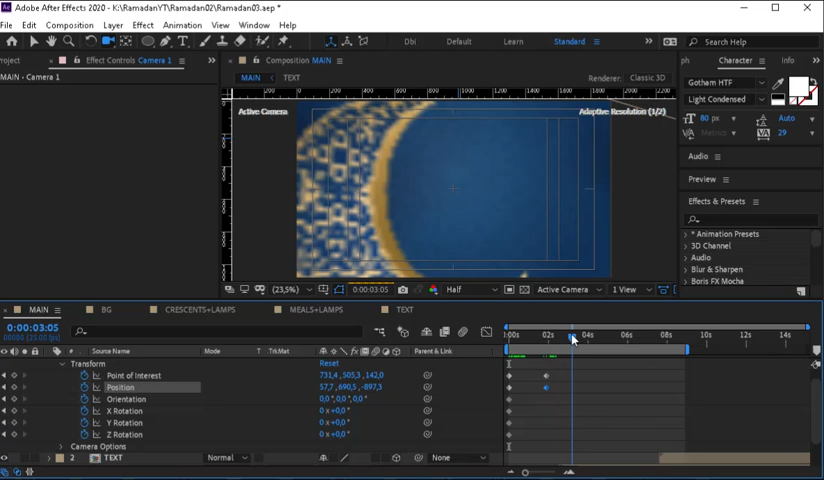 Adobe After Effects 2020 - K:\RamadanYT\Ramadan02\Ramadan03.aep *
File Edit Composition Layer Effect Animation View Window Help
Dbi Default Learn Standard Search Help
roject Effect Controls Camera 1
MAIN - Camera 1
Composition MAIN
MAIN TEXT
Renderer: Classic 3D
Active Camera Adaptive Resolution (1/2)
(23,5%) 0:00:03:05 Half Active Camera 1 View
ph Character Info
Gotham HTF
Light Condensed
80 px Auto
Metrics 29
Audio
Preview
Effects & Presets
* Animation Presets
3D Channel
Audio
Blur & Sharpen
Boris FX Mocha
MAIN BG CRESCENTS+LAMPS MEALS+LAMPS TEXT
0:00:03:05
:00s 02s 04s 06s 08s 10s 12s 14s
# Source Name Mode T TrkMat Parent & Link
Transform Reset
Point of Interest 731,4 , 505,3 , 142,0
Position 57,7 , 690,5 , -897,3
Orientation 0,0 °, 0,0 °, 0,0 °
X Rotation 0 x +0,0 °
Y Rotation 0 x +0,0 °
Z Rotation 0 x +0,0 °
Camera Options
2 TEXT Normal None